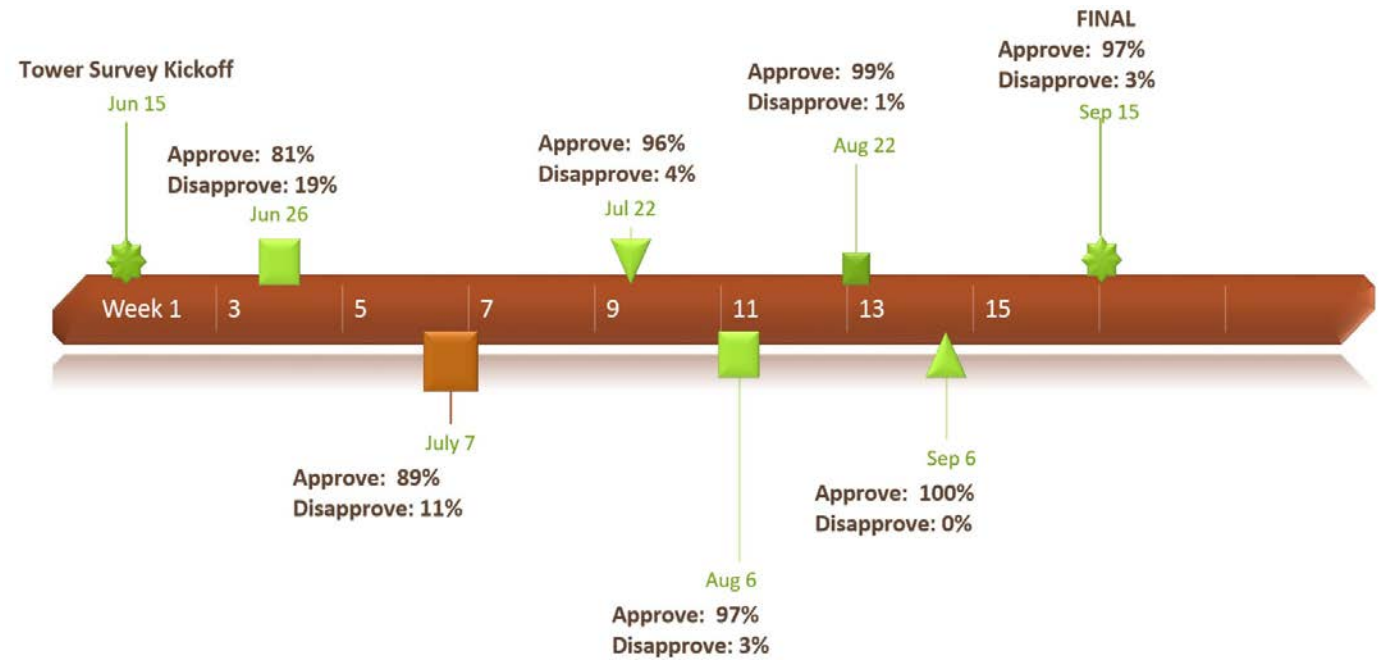 Tower Survey Kickoff
Jun 15
Approve: 81%
Disapprove: 19%
Jun 26
Approve: 96%
Disapprove: 4%
Jul 22
Approve: 99%
Disapprove: 1%
Aug 22
FINAL
Approve: 97%
Disapprove: 3%
Sep 15
Week 1 3 5 7 9 11 13 15
July 7
Approve: 89%
Disapprove: 11%
Aug 6
Approve: 97%
Disapprove: 3%
Sep 6
Approve: 100%
Disapprove: 0%